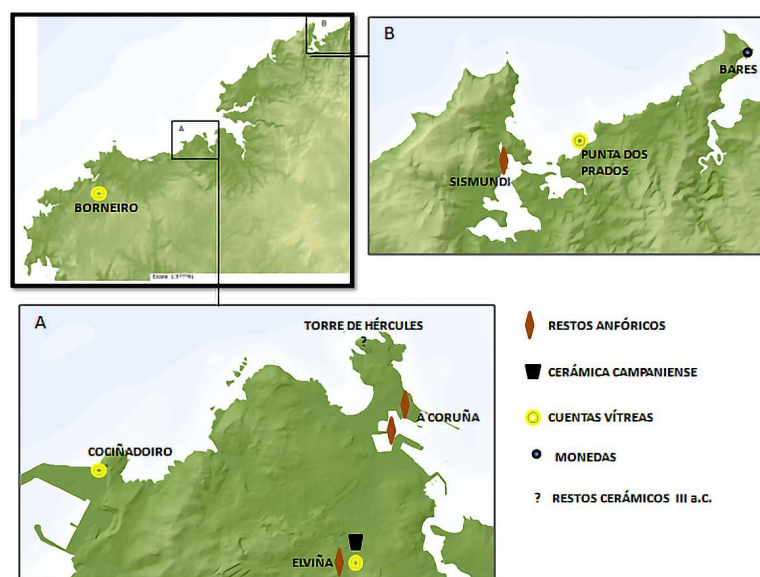 B
A
BORNEIRO
B
BARES
PUNTA DOS
PRADOS
SISMUNDI
A
TORRE DE HÉRCULES
?
A CORUÑA
COCIÑADOIRO
ELVIÑA
RESTOS ANFÓRICOS
CERÁMICA CAMPANIENSE
CUENTAS VÍTREAS
MONEDAS
? RESTOS CERÁMICOS III a.C.